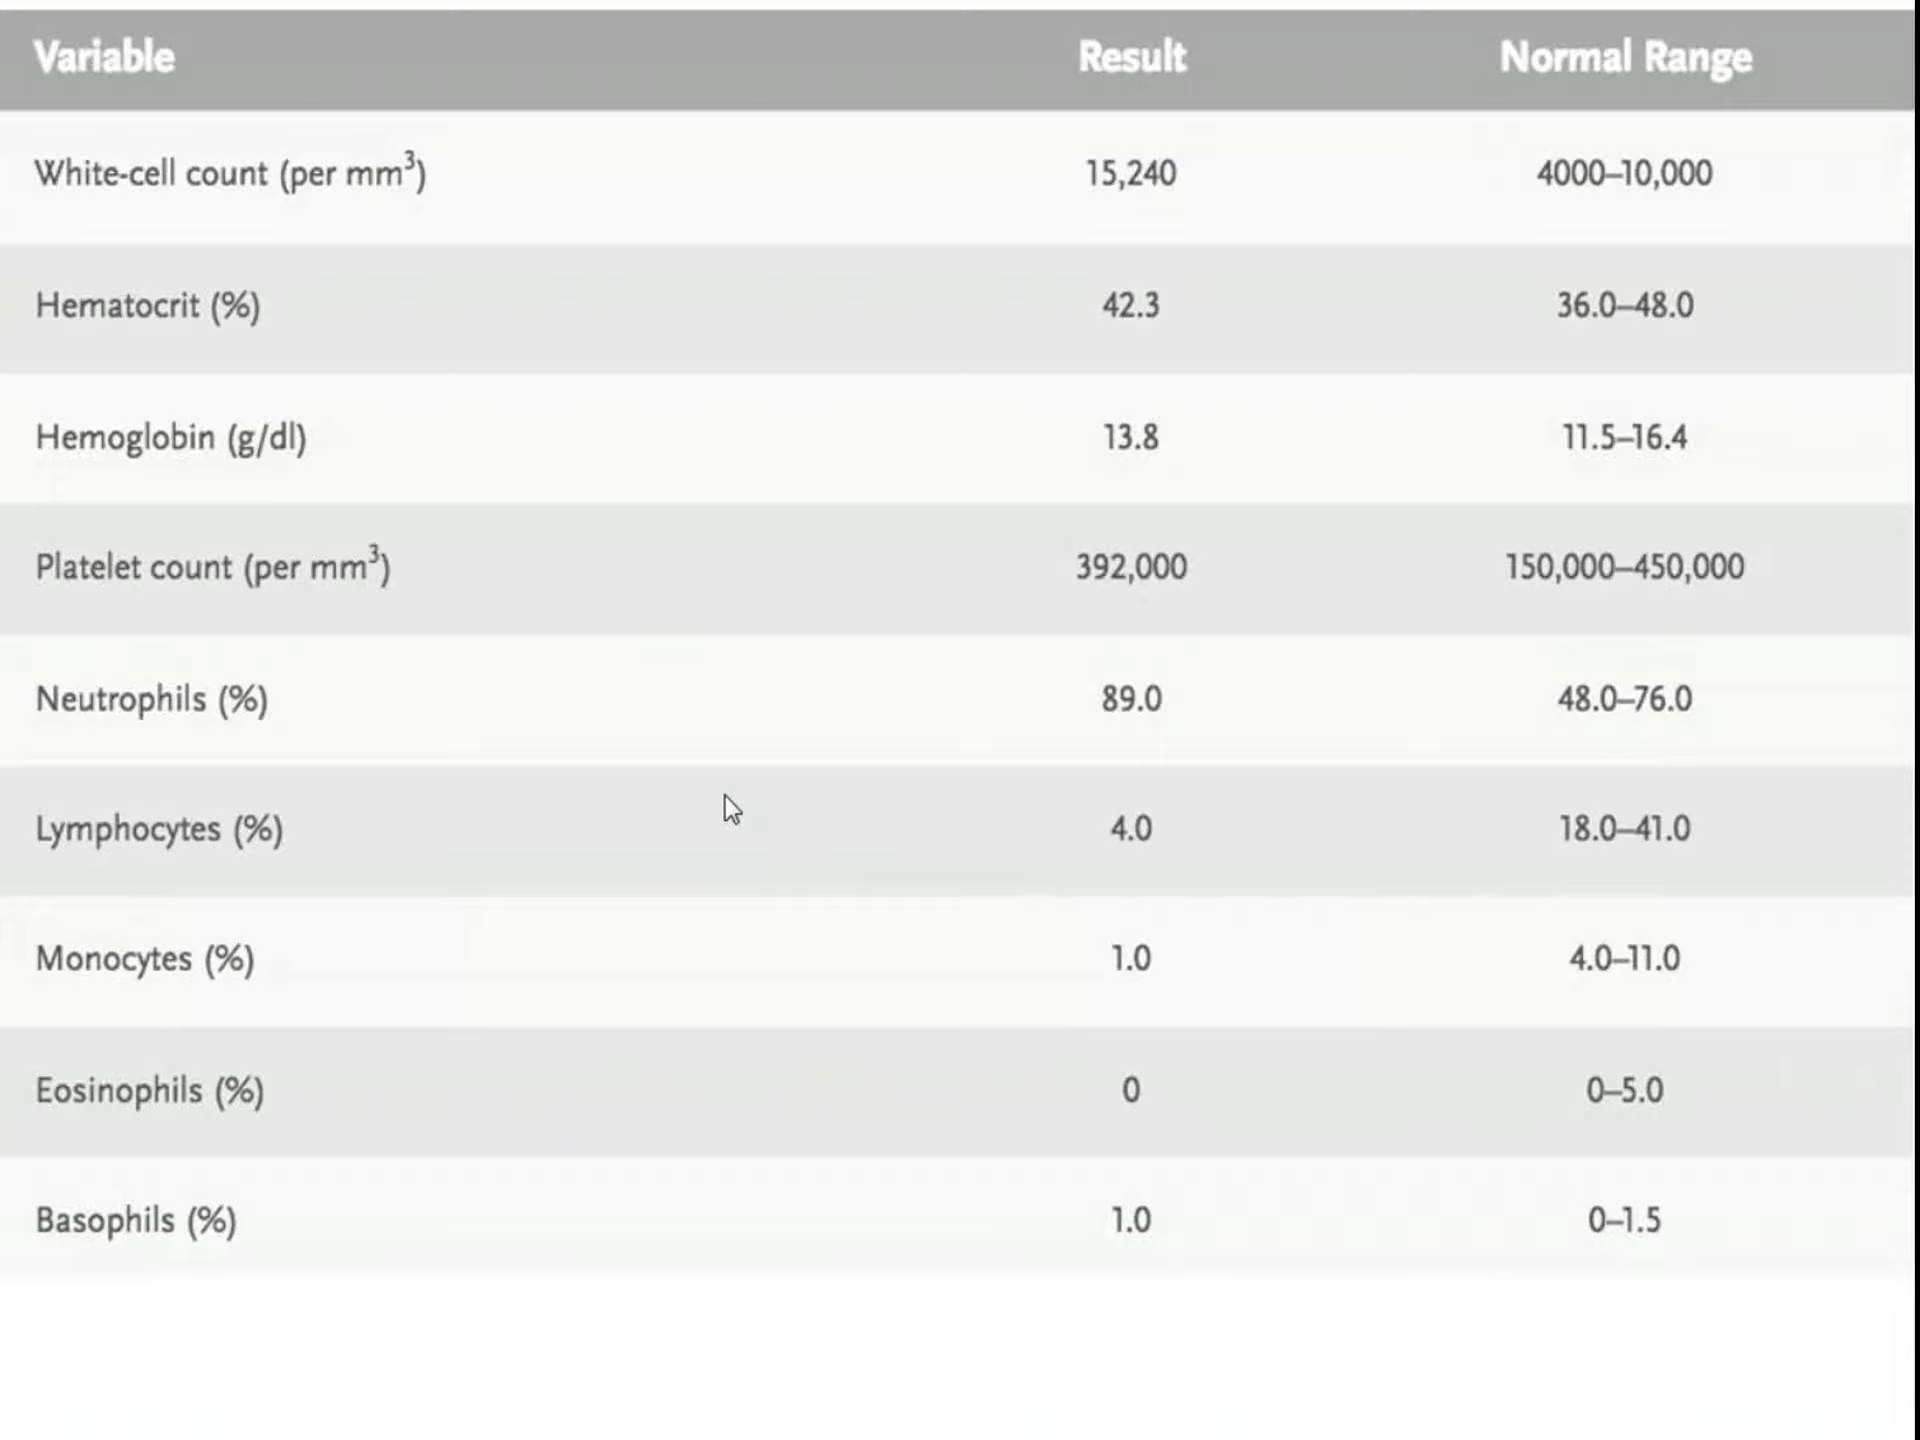 Variable Result Normal Range
White-cell count (per mm³) 15,240 4000–10,000
Hematocrit (%) 42.3 36.0–48.0
Hemoglobin (g/dl) 13.8 11.5–16.4
Platelet count (per mm³) 392,000 150,000–450,000
Neutrophils (%) 89.0 48.0–76.0
Lymphocytes (%) 4.0 18.0–41.0
Monocytes (%) 1.0 4.0–11.0
Eosinophils (%) 0 0–5.0
Basophils (%) 1.0 0–1.5